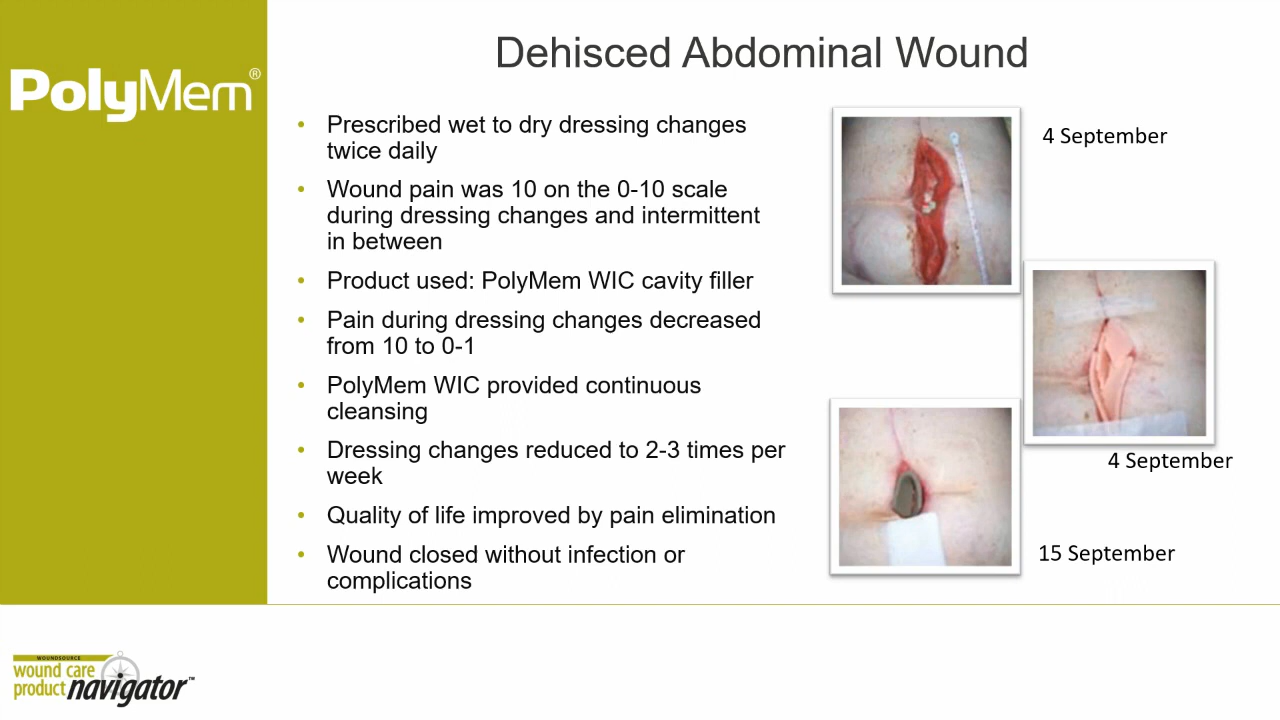 PolyMem®
Dehisced Abdominal Wound
• Prescribed wet to dry dressing changes
twice daily
• Wound pain was 10 on the 0-10 scale
during dressing changes and intermittent
in between
• Product used: PolyMem WIC cavity filler
• Pain during dressing changes decreased
from 10 to 0-1
• PolyMem WIC provided continuous
cleansing
• Dressing changes reduced to 2-3 times per
week
• Quality of life improved by pain elimination
• Wound closed without infection or
complications
4 September
4 September
15 September
WOUNDSOURCE
wound care
product navigator™